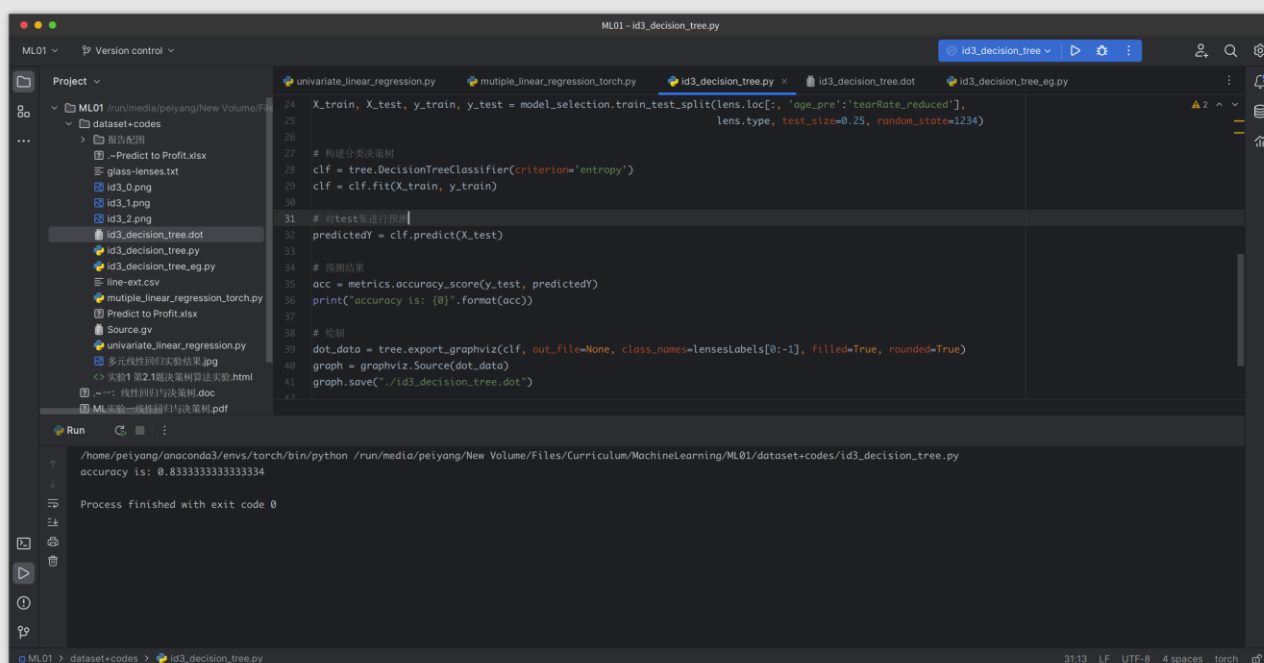 ML01 – id3_decision_tree.py
ML01
Version control
id3_decision_tree
Project
univariate_linear_regression.py
mutiple_linear_regression_torch.py
id3_decision_tree.py
id3_decision_tree.dot
id3_decision_tree_eg.py
ML01 /run/media/peiyang/New Volume/File
dataset+codes
报告配图
.~Predict to Profit.xlsx
glass-lenses.txt
id3_0.png
id3_1.png
id3_2.png
id3_decision_tree.dot
id3_decision_tree.py
id3_decision_tree_eg.py
line-ext.csv
mutiple_linear_regression_torch.py
Predict to Profit.xlsx
Source.gv
univariate_linear_regression.py
多元线性回归实验结果.jpg
实验1 第2.1题决策树算法实验.html
.~一：线性回归与决策树.doc
ML实验一线性回归与决策树.pdf
2
24 X_train, X_test, y_train, y_test = model_selection.train_test_split(lens.loc[:, 'age_pre':'tearRate_reduced'],
25 lens.type, test_size=0.25, random_state=1234)
26
27 # 构建分类决策树
28 clf = tree.DecisionTreeClassifier(criterion='entropy')
29 clf = clf.fit(X_train, y_train)
30
31 # 对test集进行预测
32 predictedY = clf.predict(X_test)
33
34 # 预测结果
35 acc = metrics.accuracy_score(y_test, predictedY)
36 print("accuracy is: {0}".format(acc))
37
38 # 绘制
39 dot_data = tree.export_graphviz(clf, out_file=None, class_names=lensesLabels[0:-1], filled=True, rounded=True)
40 graph = graphviz.Source(dot_data)
41 graph.save("./id3_decision_tree.dot")
42
Run
/home/peiyang/anaconda3/envs/torch/bin/python /run/media/peiyang/New Volume/Files/Curriculum/MachineLearning/ML01/dataset+codes/id3_decision_tree.py
accuracy is: 0.8333333333333334
Process finished with exit code 0
ML01 > dataset+codes > id3_decision_tree.py
31:13 LF UTF-8 4 spaces torch